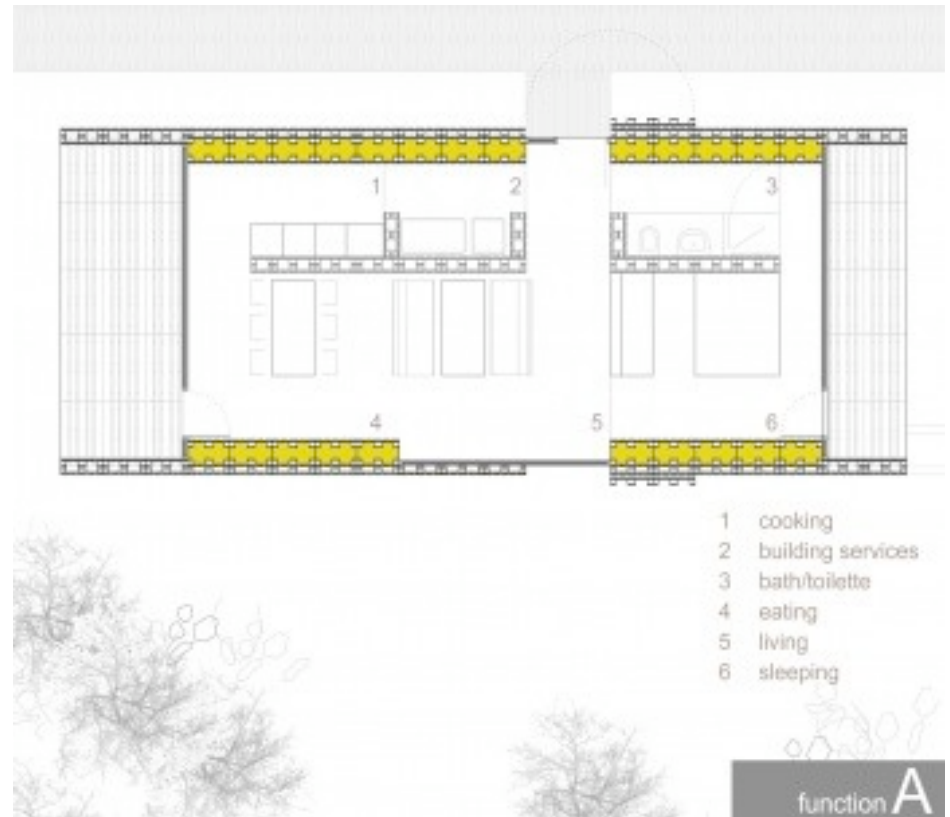 1 2 3
4 5 6
1 cooking
2 building services
3 bath/toilette
4 eating
5 living
6 sleeping
function A